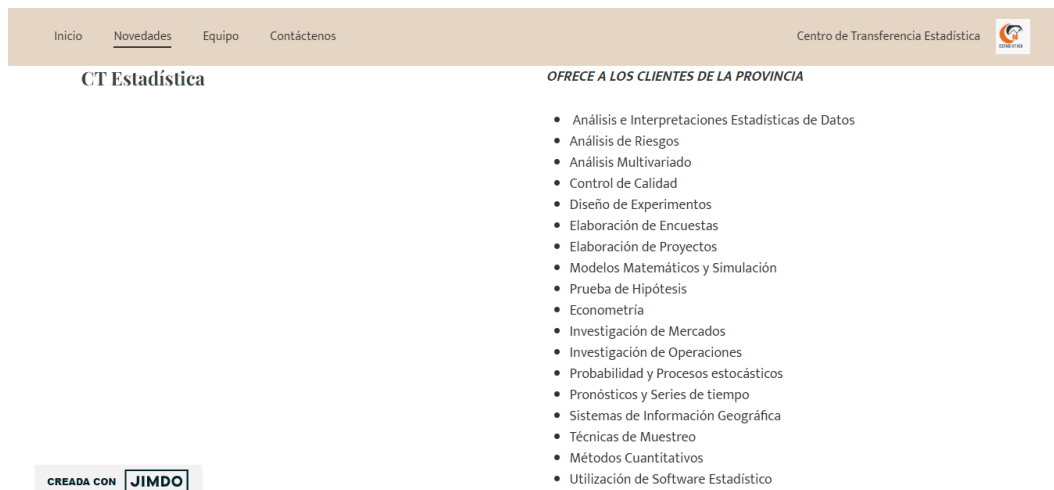 Inicio Novedades Equipo Contáctenos Centro de Transferencia Estadística
CT Estadística
OFRECE A LOS CLIENTES DE LA PROVINCIA
Análisis e Interpretaciones Estadísticas de Datos
Análisis de Riesgos
Análisis Multivariado
Control de Calidad
Diseño de Experimentos
Elaboración de Encuestas
Elaboración de Proyectos
Modelos Matemáticos y Simulación
Prueba de Hipótesis
Econometría
Investigación de Mercados
Investigación de Operaciones
Probabilidad y Procesos estocásticos
Pronósticos y Series de tiempo
Sistemas de Información Geográfica
Técnicas de Muestreo
Métodos Cuantitativos
Utilización de Software Estadístico
CREADA CON JIMDO